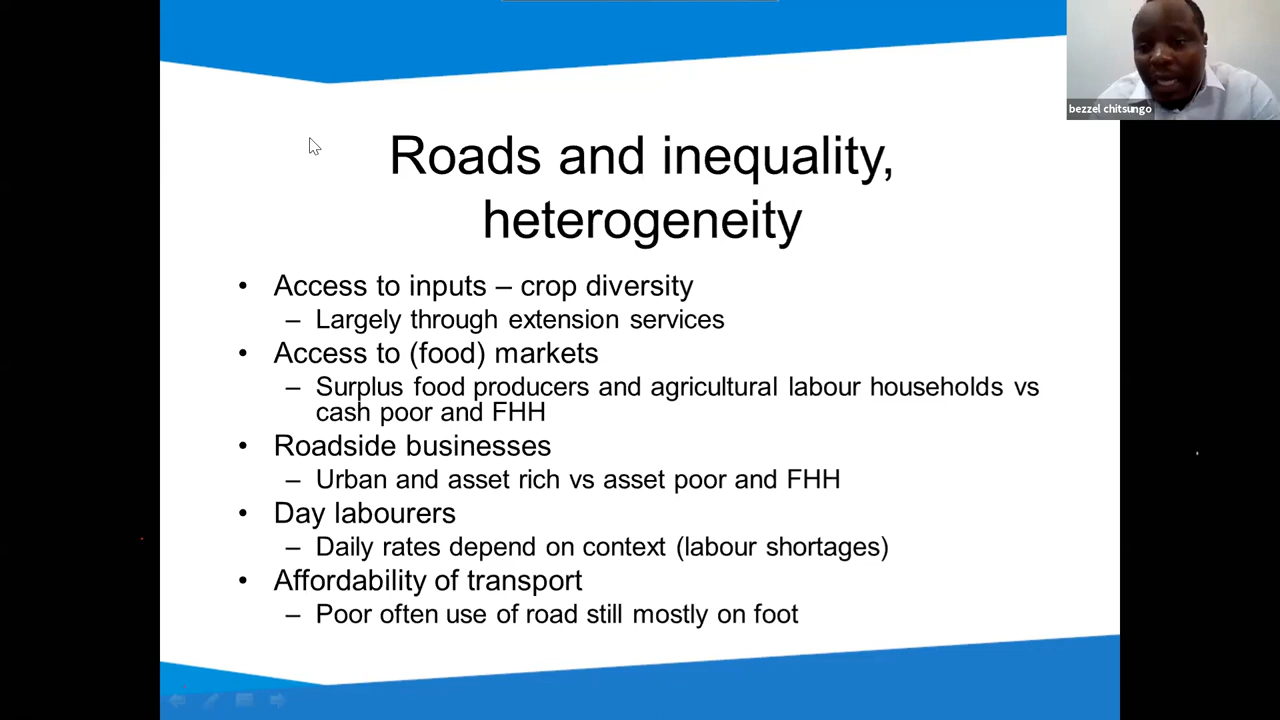 bezzel chitsungo
Roads and inequality,
heterogeneity
• Access to inputs – crop diversity
– Largely through extension services
• Access to (food) markets
– Surplus food producers and agricultural labour households vs
cash poor and FHH
• Roadside businesses
– Urban and asset rich vs asset poor and FHH
• Day labourers
– Daily rates depend on context (labour shortages)
• Affordability of transport
– Poor often use of road still mostly on foot